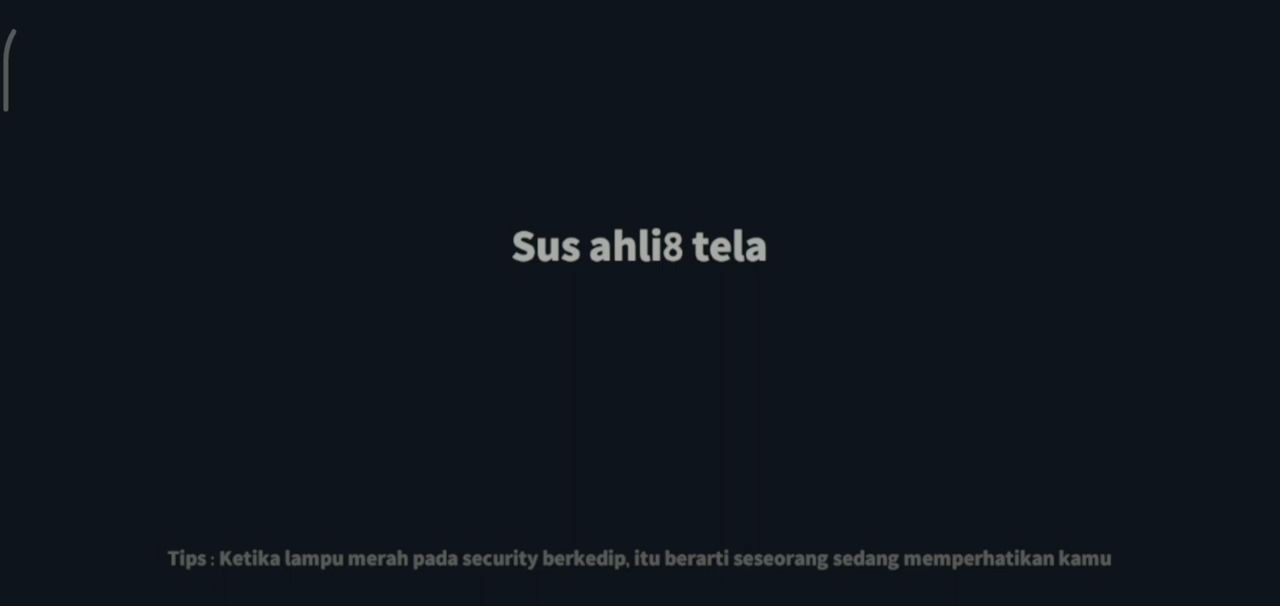 Sus ahli8 tela
Tips : Ketika lampu merah pada security berkedip, itu berarti seseorang sedang memperhatikan kamu